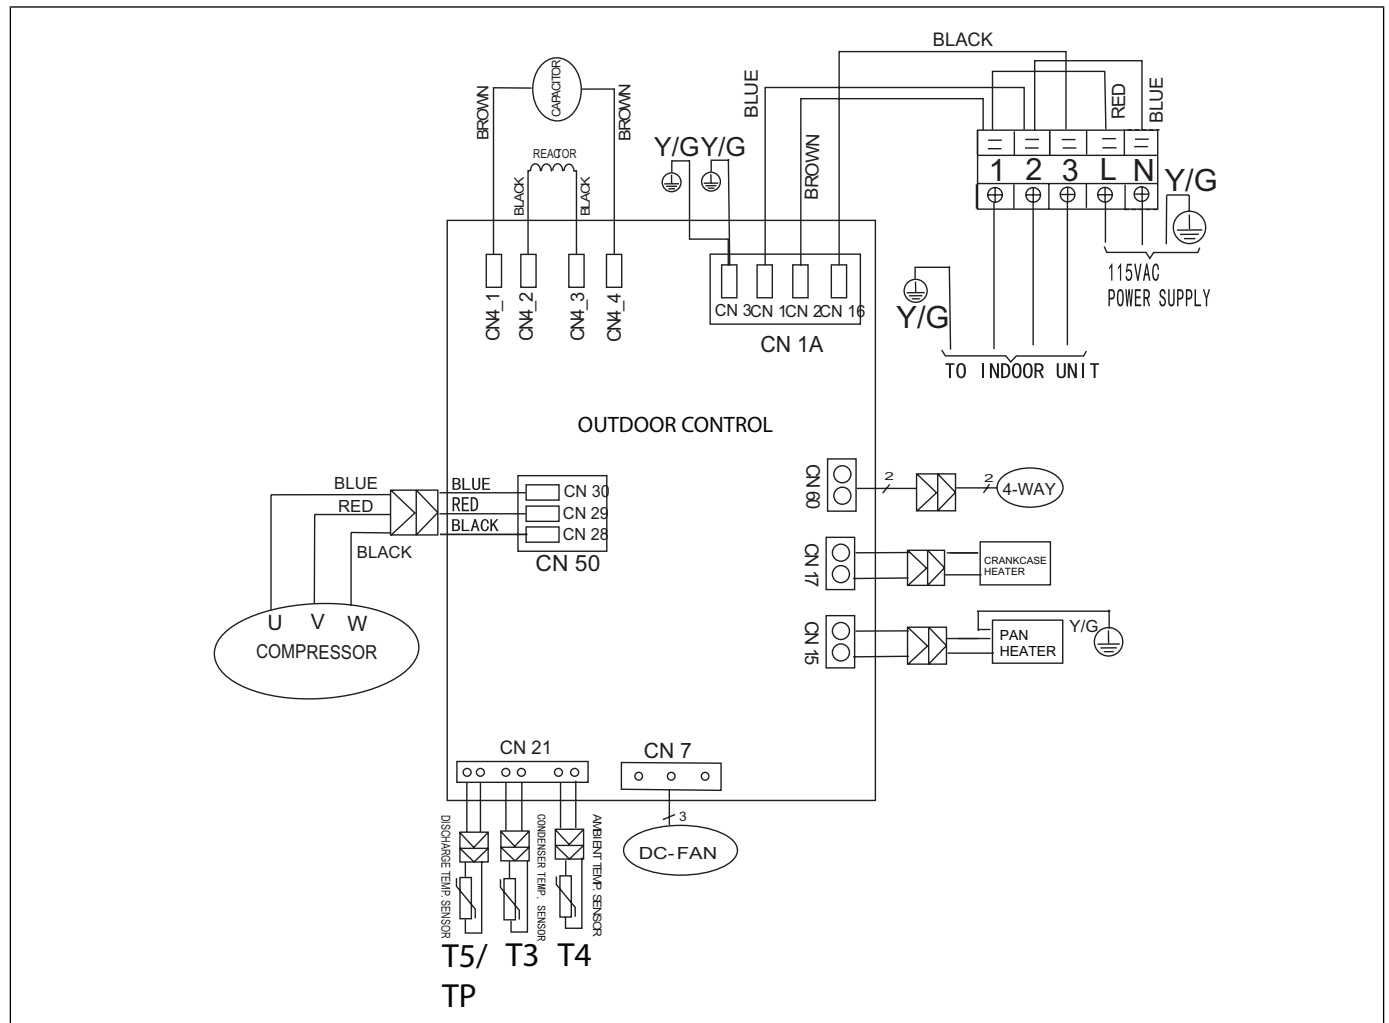 BLACK
CAPACITOR
BROWN
BROWN
REACTOR
BLACK
BLACK
Y/G
Y/G
BLUE
BROWN
RED
BLUE
1 2 3 L N
Y/G
115VAC
POWER SUPPLY
Y/G
TO INDOOR UNIT
CN4_1
CN4_2
CN4_3
CN4_4
CN 3
CN 1
CN 2
CN 16
CN 1A
OUTDOOR CONTROL
BLUE
RED
BLACK
BLUE
RED
BLACK
CN 30
CN 29
CN 28
CN 50
U V W
COMPRESSOR
CN 60
2
2
4-WAY
CN 17
CRANKCASE
HEATER
CN 15
PAN
HEATER
Y/G
CN 21
CN 7
3
DC-FAN
DISCHARGE TEMP. SENSOR
CONDENSER TEMP. SENSOR
AMBIENT TEMP. SENSOR
T5/
TP
T3
T4